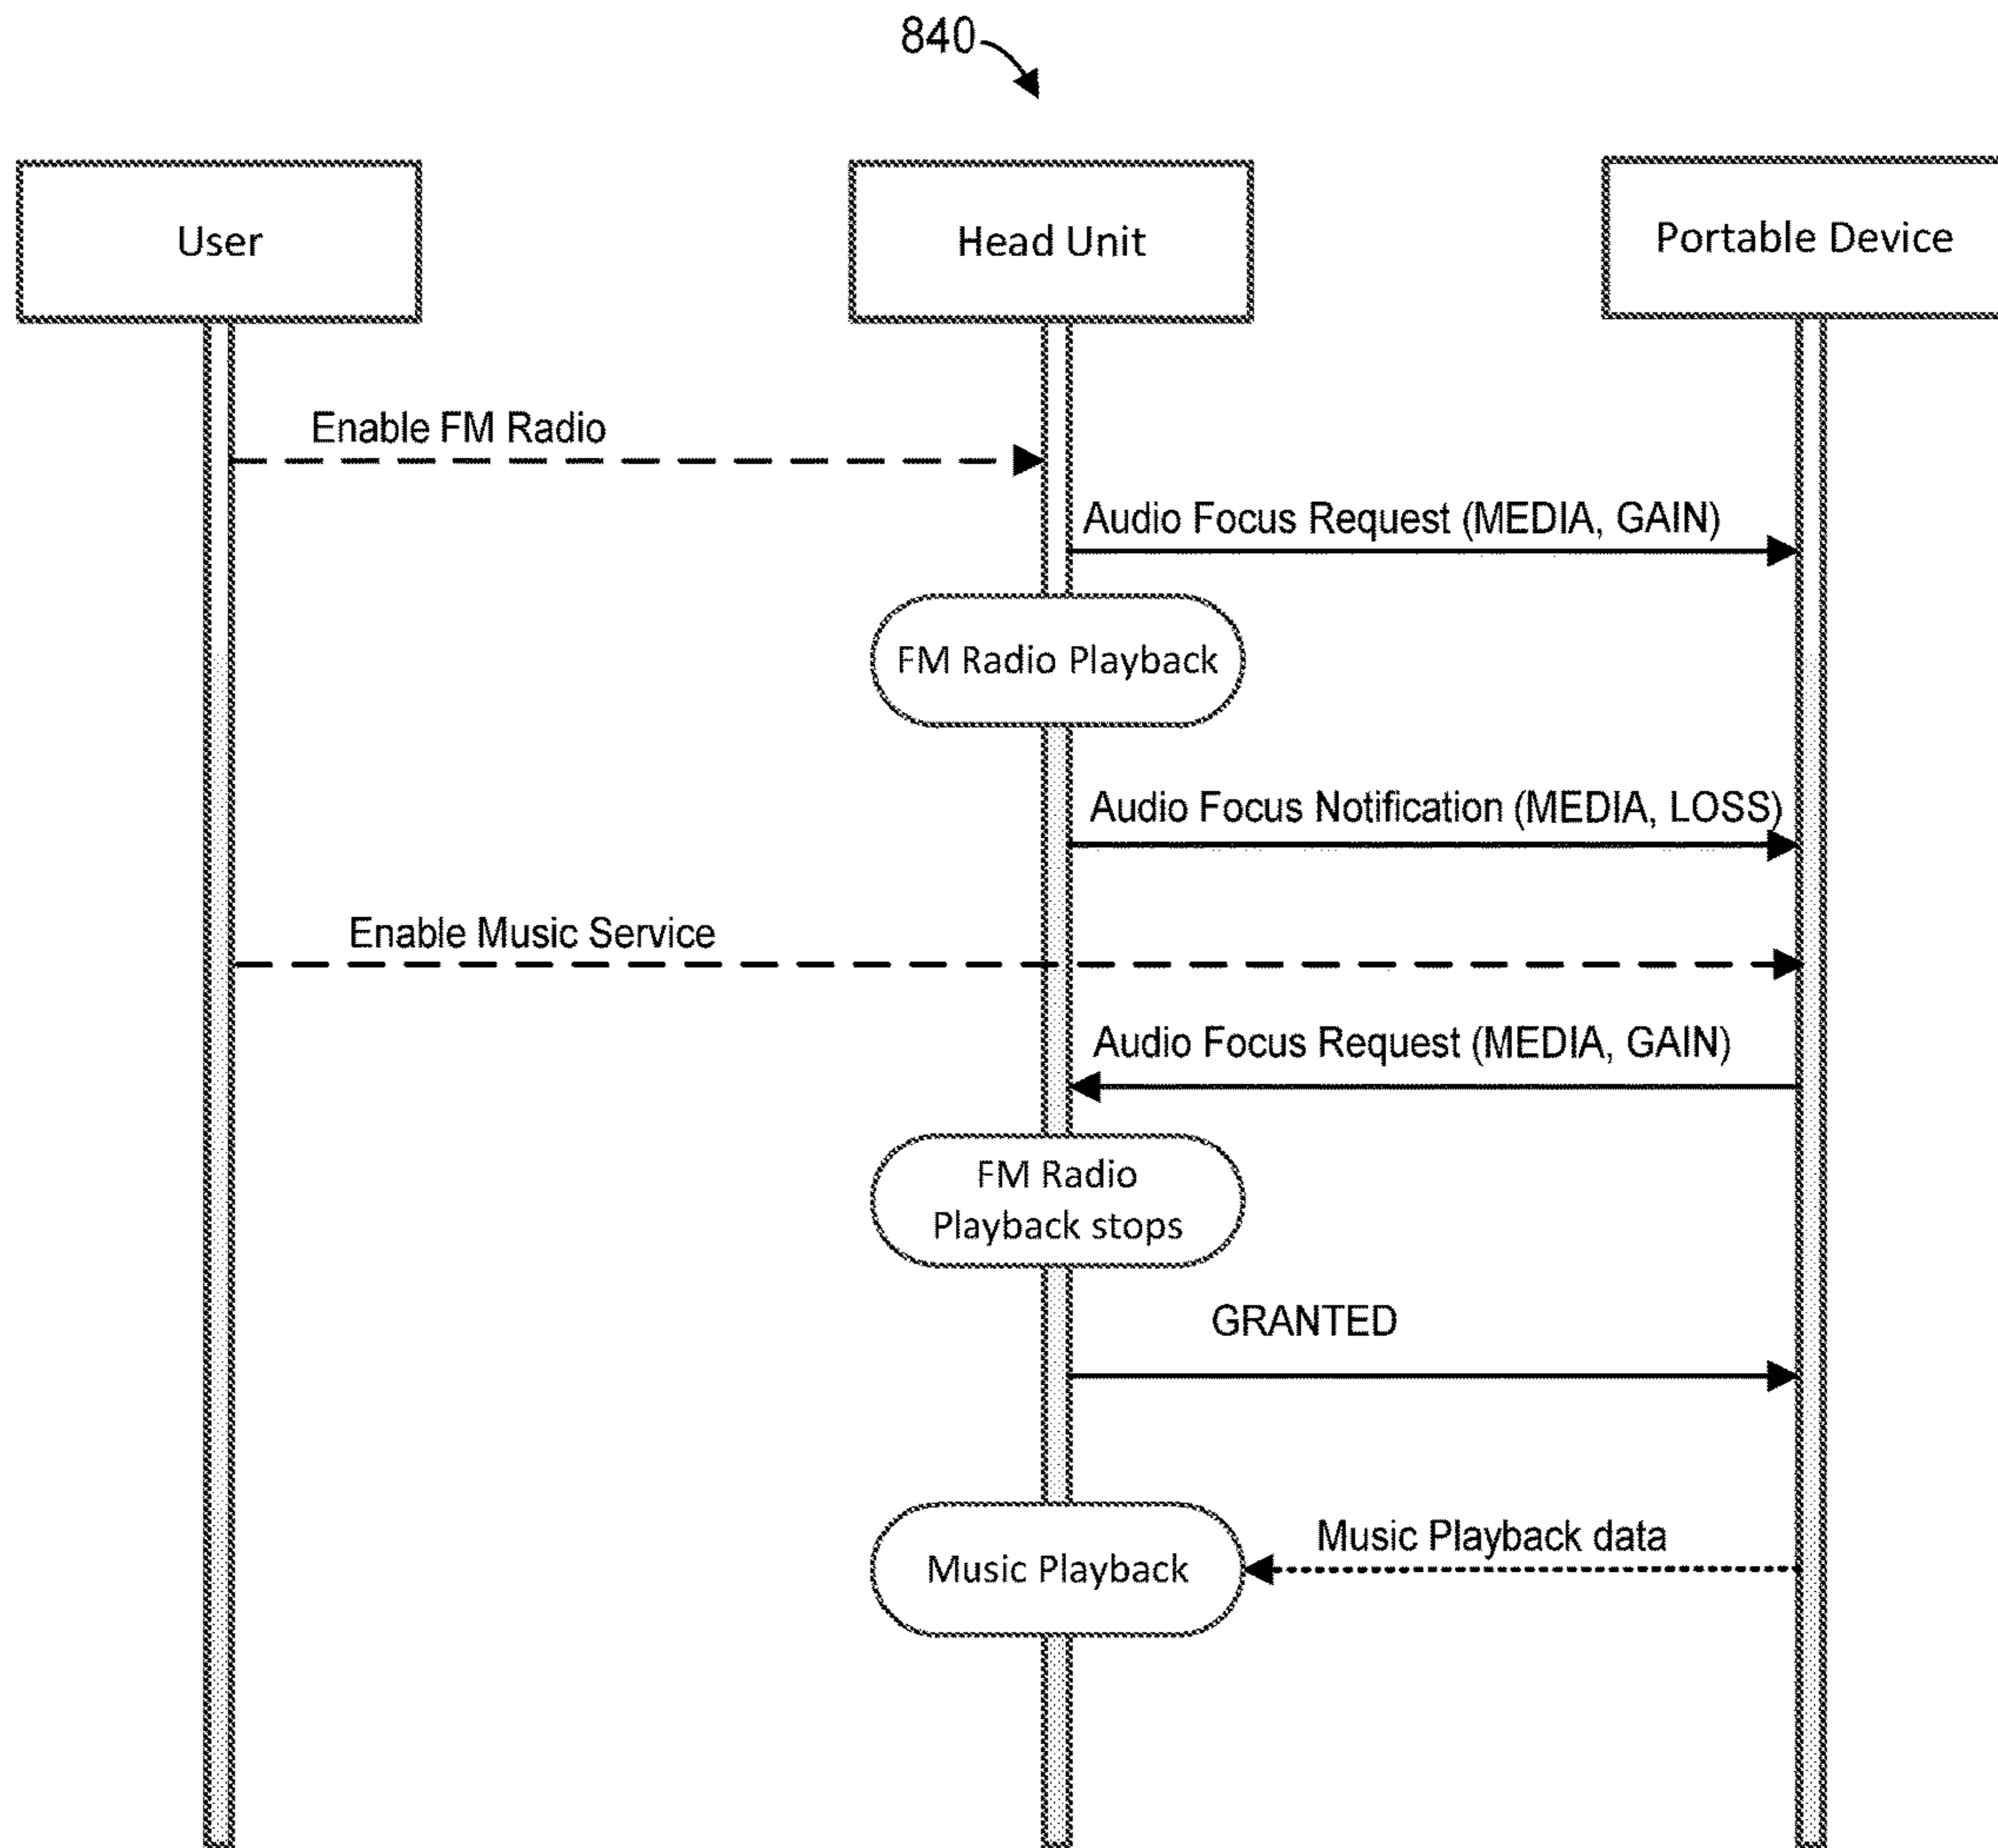 840
User
Head Unit
Portable Device
Enable FM Radio
Audio Focus Request (MEDIA, GAIN)
FM Radio Playback
Audio Focus Notification (MEDIA, LOSS)
Enable Music Service
Audio Focus Request (MEDIA, GAIN)
FM Radio
Playback stops
GRANTED
Music Playback data
Music Playback